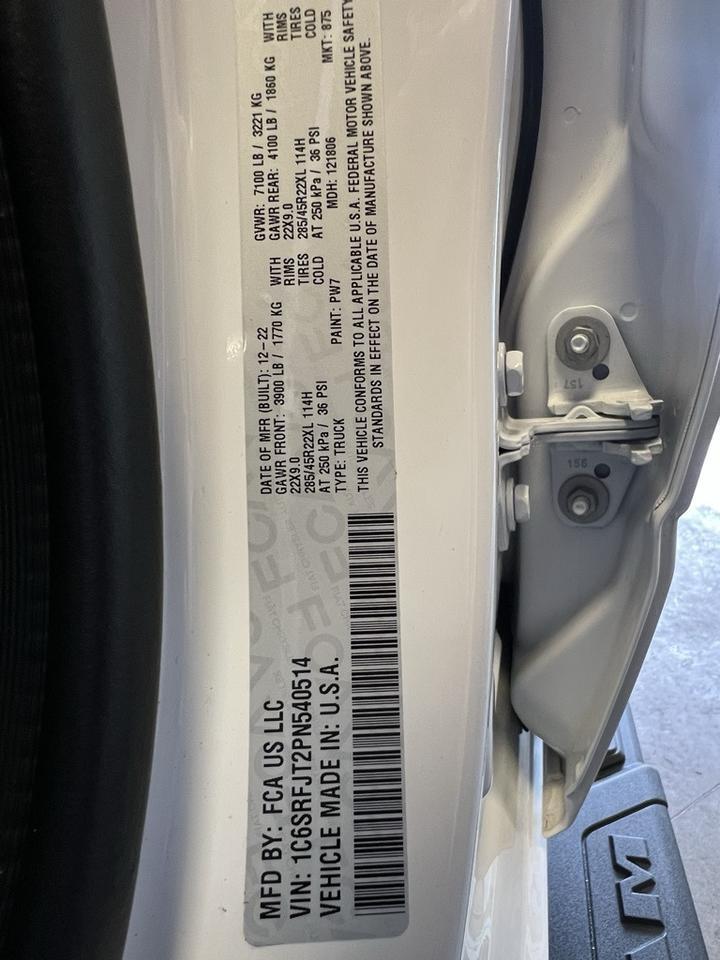 MFD BY: FCA US LLC
VIN: 1C6SRFJT2PN540514
VEHICLE MADE IN: U.S.A.
DATE OF MFR (BUILT): 12-22 GVWR: 7100 LB / 3221 KG
GAWR FRONT: 3900 LB / 1770 KG WITH GAWR REAR: 4100 LB / 1860 KG WITH
22X9.0 RIMS 22X9.0 RIMS
285/45R22XL 114H TIRES 285/45R22XL 114H TIRES
AT 250 kPa / 36 PSI COLD AT 250 kPa / 36 PSI COLD
TYPE: TRUCK PAINT: PW7 MDH: 121806 MKT: 875
THIS VEHICLE CONFORMS TO ALL APPLICABLE U.S.A. FEDERAL MOTOR VEHICLE SAFETY
STANDARDS IN EFFECT ON THE DATE OF MANUFACTURE SHOWN ABOVE.
157
156
RAM